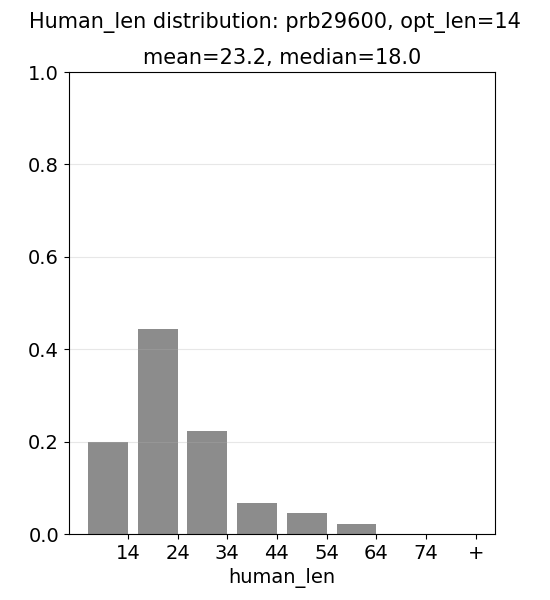 Human_len distribution: prb29600, opt_len=14
mean=23.2, median=18.0
1.0
0.8
0.6
0.4
0.2
0.0
14 24 34 44 54 64 74 +
human_len